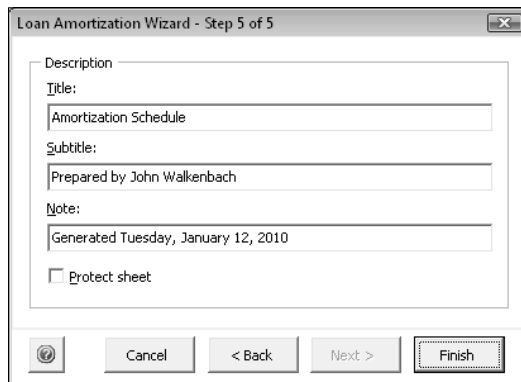 Loan Amortization Wizard - Step 5 of 5
Description
Title:
Amortization Schedule
Subtitle:
Prepared by John Walkenbach
Note:
Generated Tuesday, January 12, 2010
Protect sheet
Cancel < Back Next > Finish